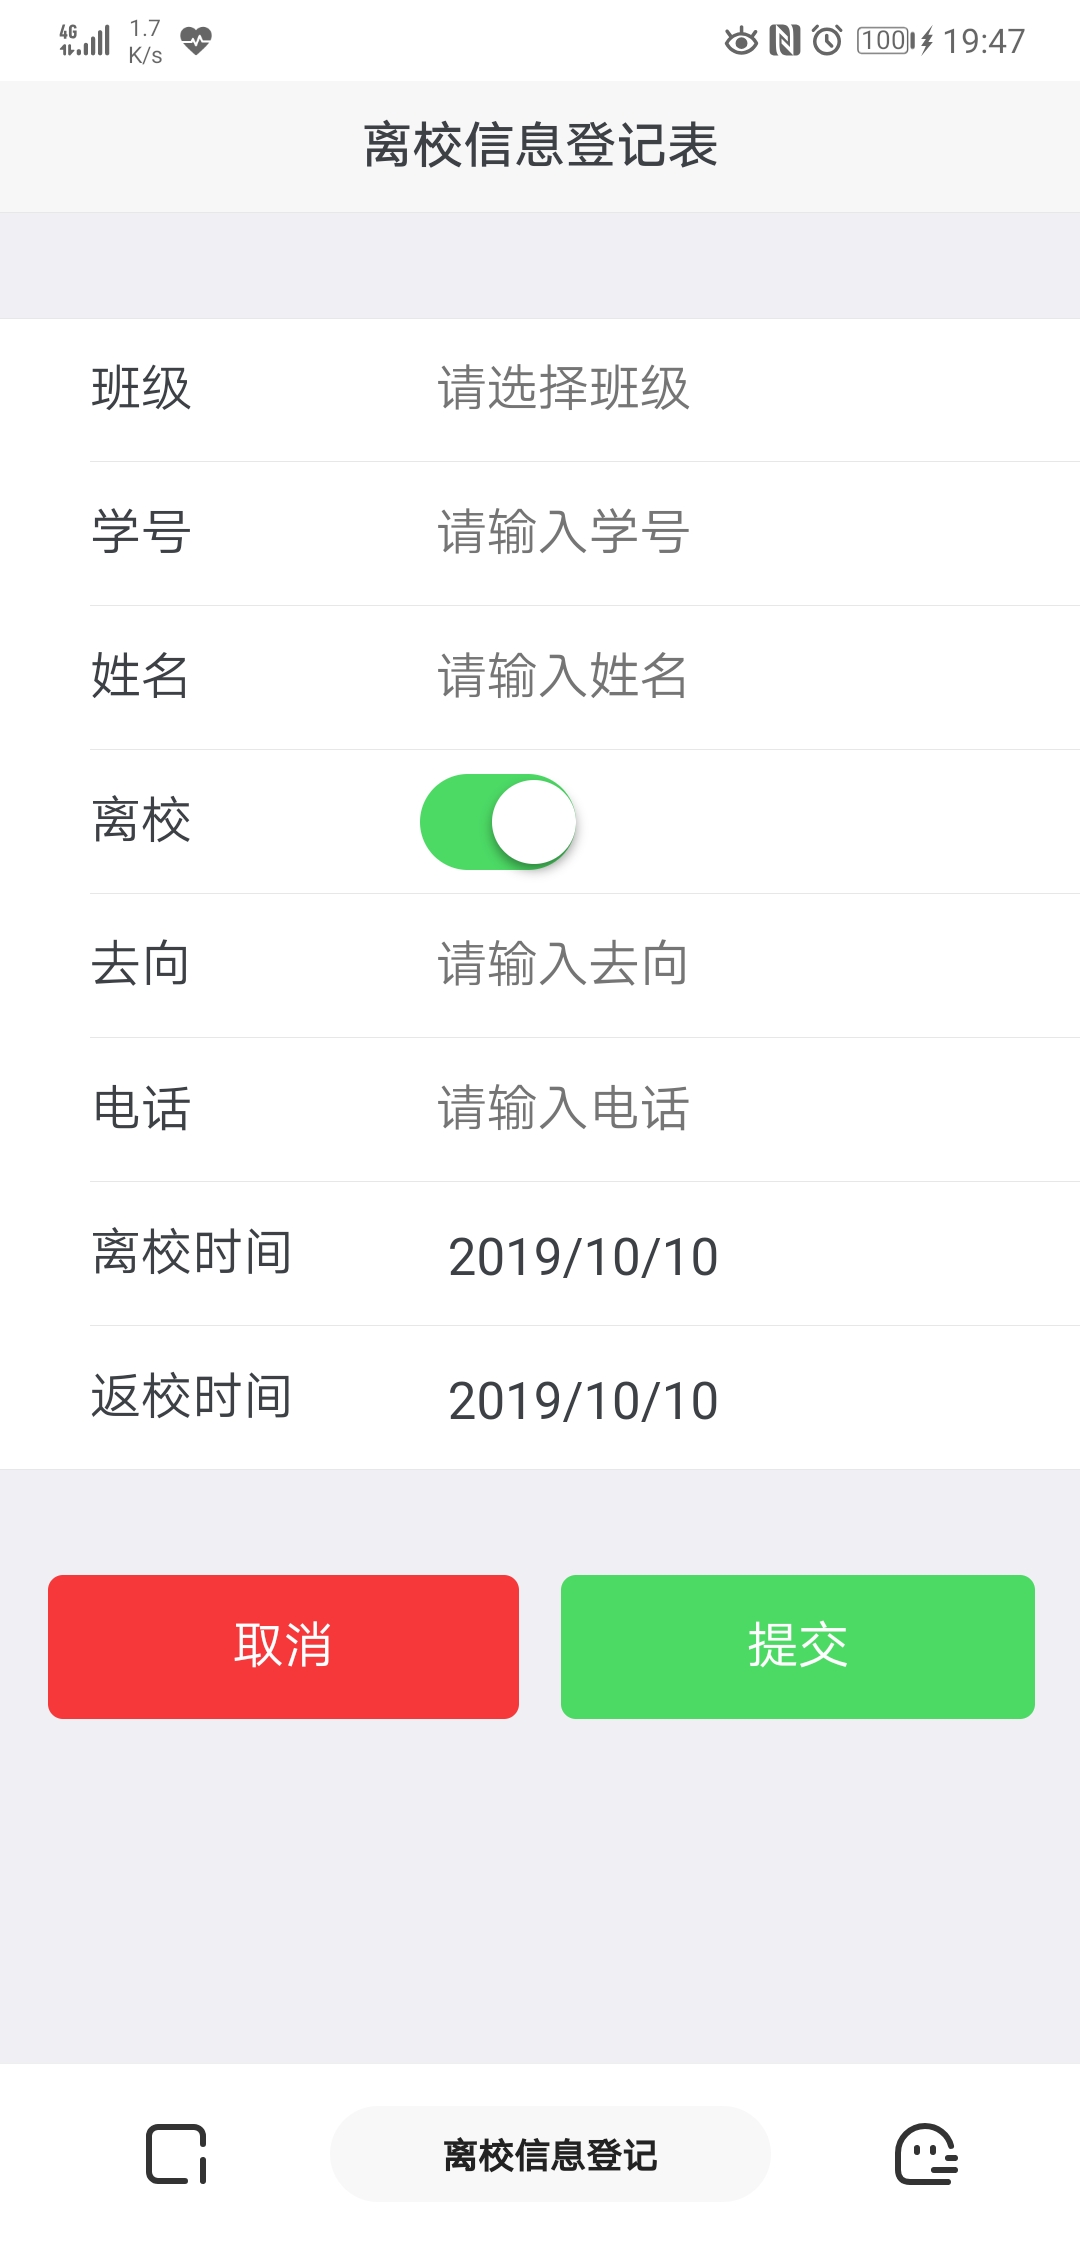 4G 1.7 K/s 100 19:47
离校信息登记表
班级 请选择班级
学号 请输入学号
姓名 请输入姓名
离校
去向 请输入去向
电话 请输入电话
离校时间 2019/10/10
返校时间 2019/10/10
取消 提交
离校信息登记